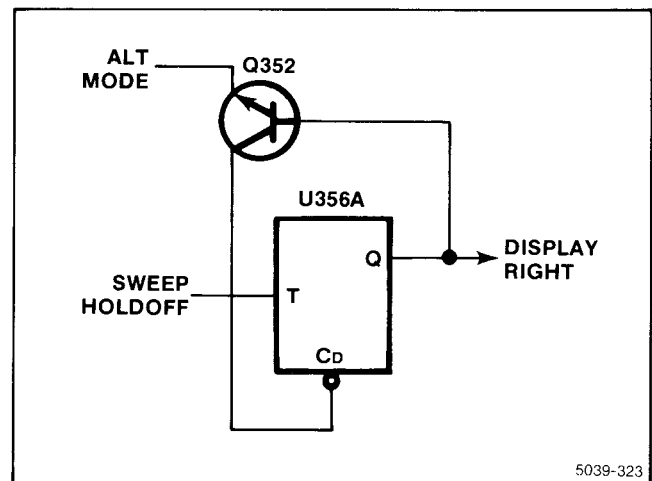 ALT
MODE
Q352
U356A
Q
DISPLAY
RIGHT
SWEEP
HOLDOFF
T
CD
5039-323